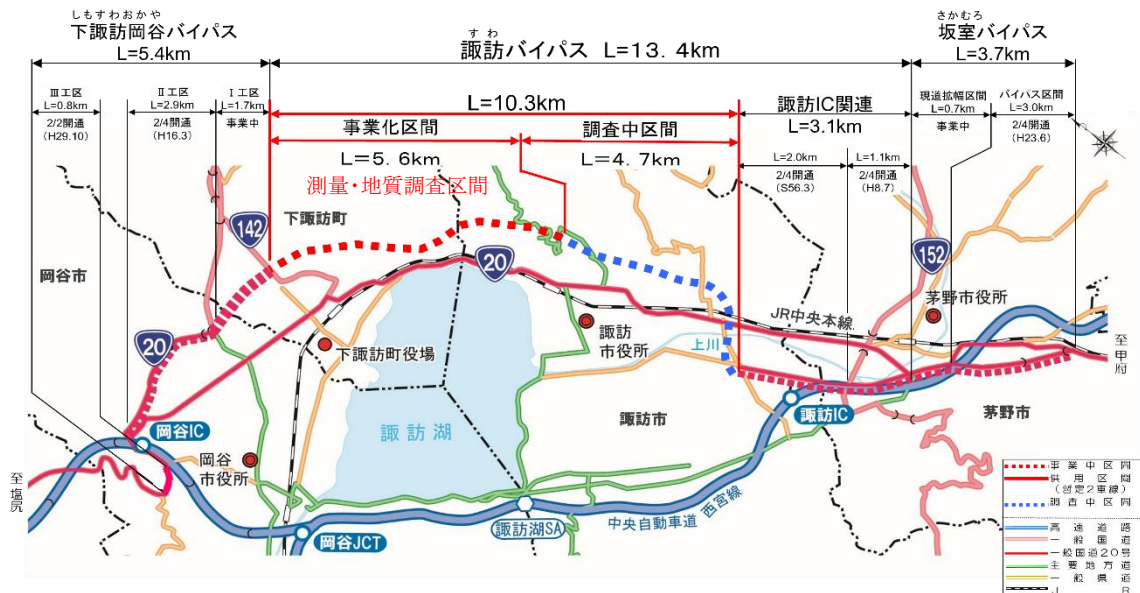 しもすわおかや
下諏訪岡谷バイパス
L=5.4km
すわ
諏訪バイパス L=13.4km
さかむろ
坂室バイパス
L=3.7km
Ⅲ工区
L=0.8km
2/2開通
(H29.10)
Ⅱ工区
L=2.9km
2/4開通
(H16.3)
Ⅰ工区
L=1.7km
事業中
L=10.3km
事業化区間
L=5.6km
測量・地質調査区間
調査中区間
L=4.7km
諏訪IC関連
L=3.1km
L=2.0km
2/4開通
(S56.3)
L=1.1km
2/4開通
(H8.7)
現道拡幅区間
L=0.7km
事業中
バイパス区間
L=3.0km
2/4開通
(H23.6)
下諏訪町
142
岡谷市
20
20
152
茅野市役所
JR中央本線
下諏訪町役場
諏訪
市役所
上川
至甲府
諏訪湖
諏訪市
諏訪IC
茅野市
岡谷IC
岡谷
市役所
至塩尻
諏訪湖SA
中央自動車道
西宮線
岡谷JCT
事業中区間
供用区間
(暫定2車線)
調査中区間
高速道路
一般国道
一般国道20号
主要地方道
一般県道
J R